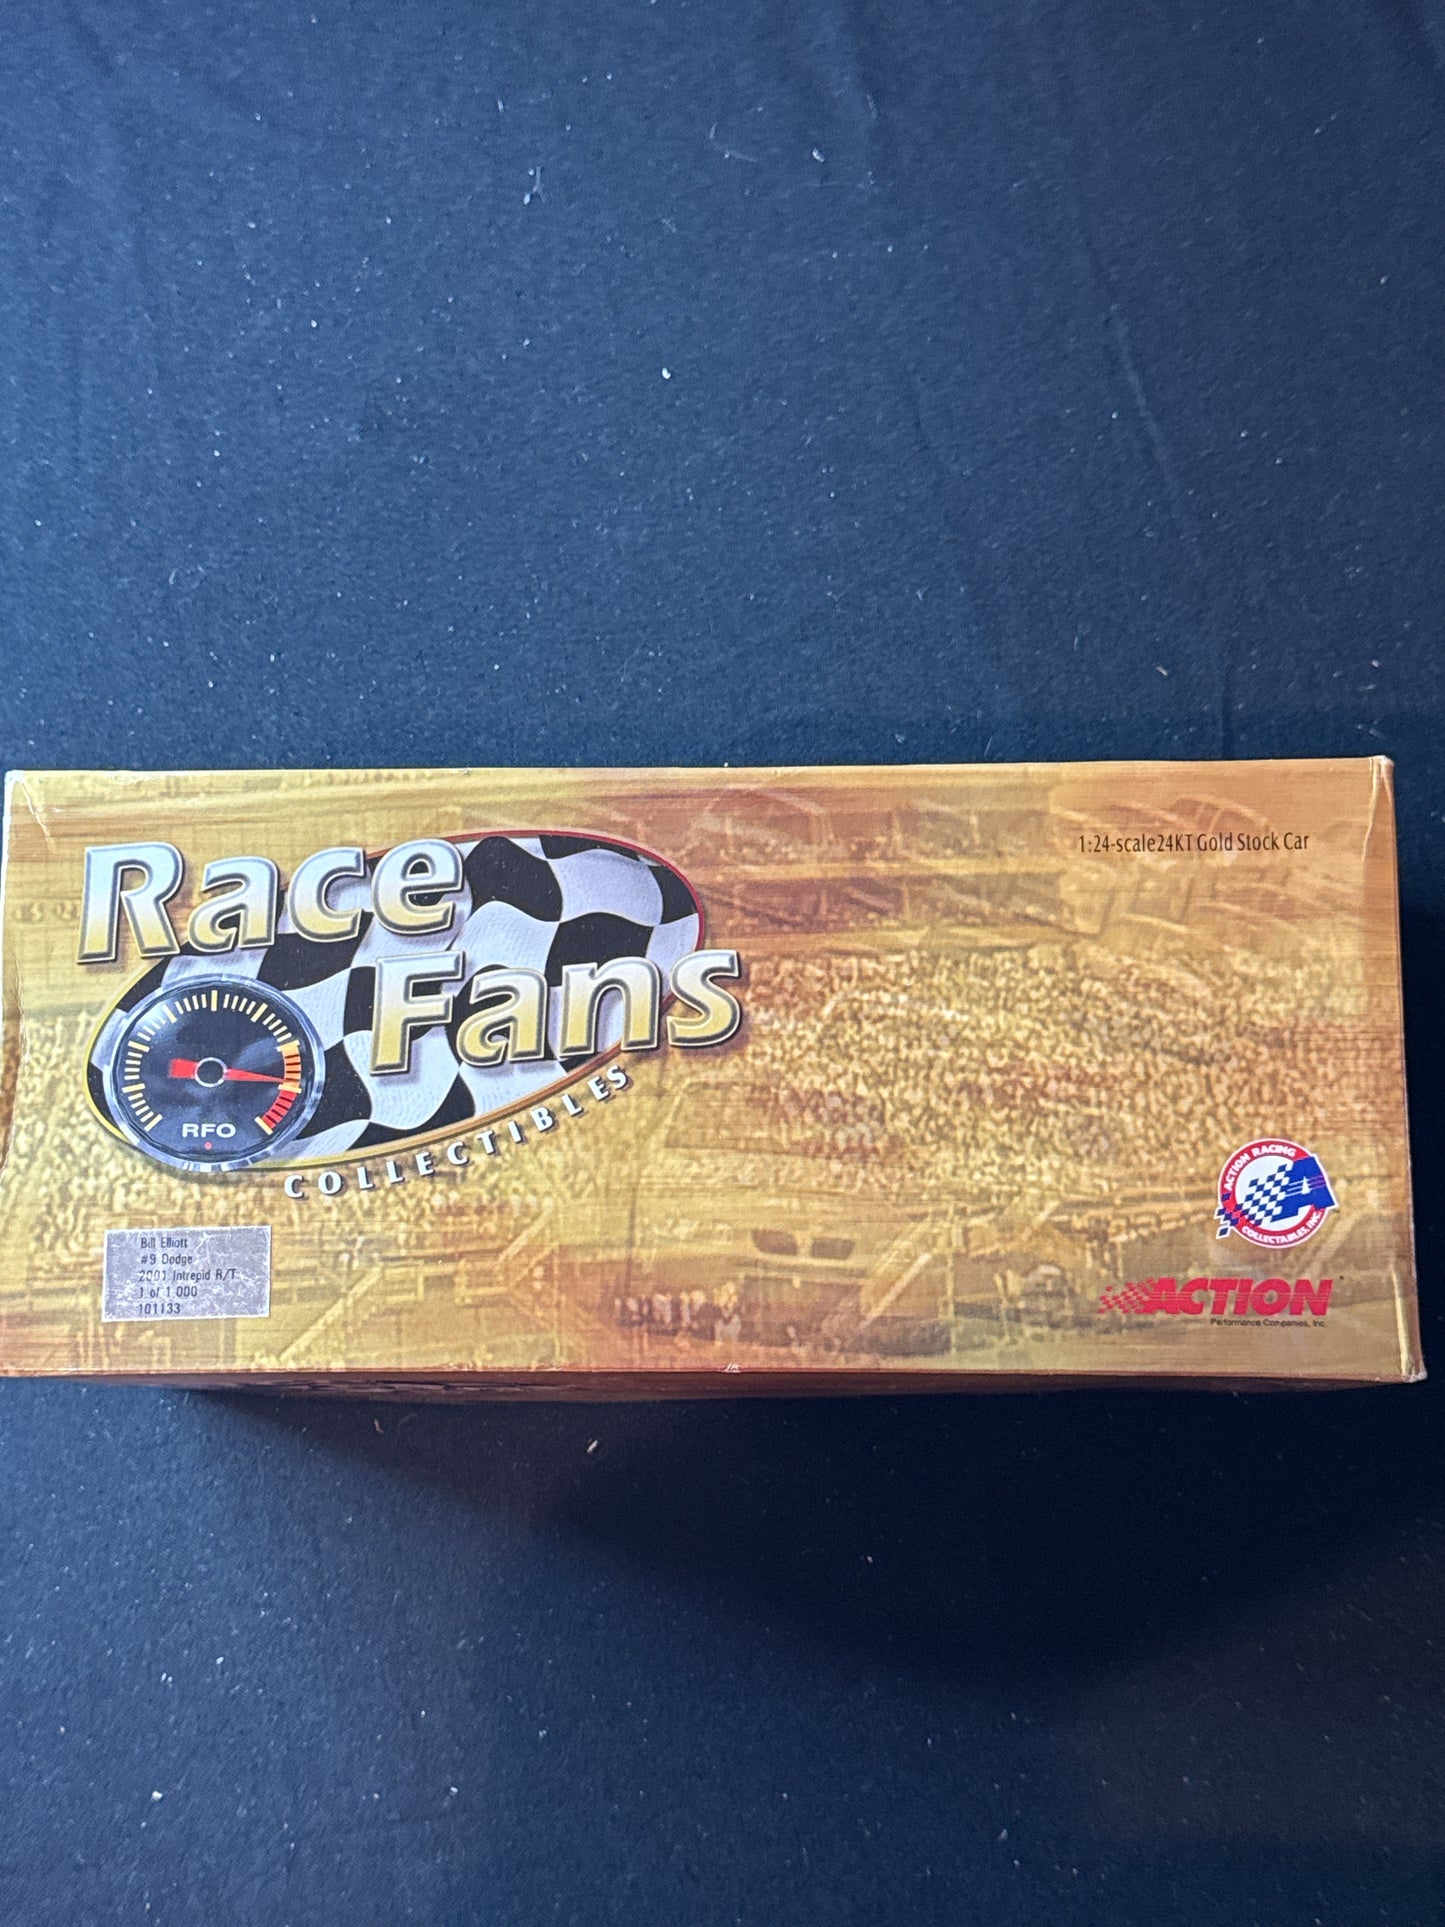 Race
Fans
COLLECTIBLES
RFO
1:24-scale24KT Gold Stock Car
Bill Elliott
#9 Dodge
2001 Intrepid R/T
1 of 1,000
101133
ACTION RACING
A
COLLECTABLES, INC.
ACTION
Performance Companies, Inc.